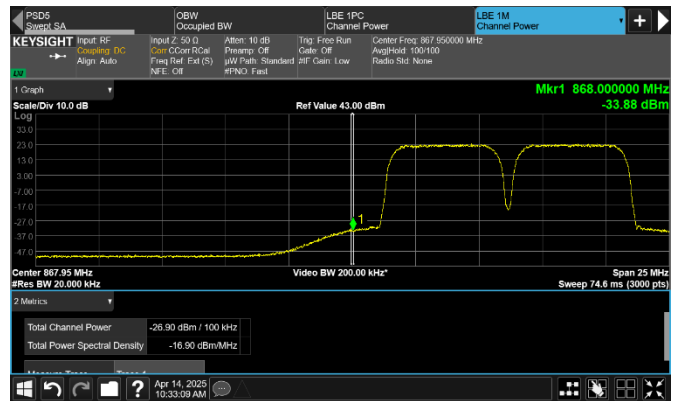 PSD5
Swept SA
OBW
Occupied BW
LBE 1PC
Channel Power
LBE 1M
Channel Power
KEYSIGHT
Input: RF
Coupling: DC
Align: Auto
Input Z: 50 Ω
Corr CCorr RCal
Freq Ref: Ext (S)
NFE: Off
Atten: 10 dB
Preamp: Off
µW Path: Standard
#PNO: Fast
Trig: Free Run
Gate: Off
#IF Gain: Low
Center Freq: 867.950000 MHz
Avg|Hold: 100/100
Radio Std: None
LXI
1 Graph
Mkr1 868.000000 MHz
-33.88 dBm
Scale/Div 10.0 dB
Ref Value 43.00 dBm
Log
33.0
23.0
13.0
3.00
-7.00
-17.0
-27.0
-37.0
-47.0
1
Center 867.95 MHz
Video BW 200.00 kHz*
Span 25 MHz
#Res BW 20.000 kHz
Sweep 74.6 ms (3000 pts)
2 Metrics
Total Channel Power -26.90 dBm / 100 kHz
Total Power Spectral Density -16.90 dBm/MHz
Apr 14, 2025
10:33:09 AM